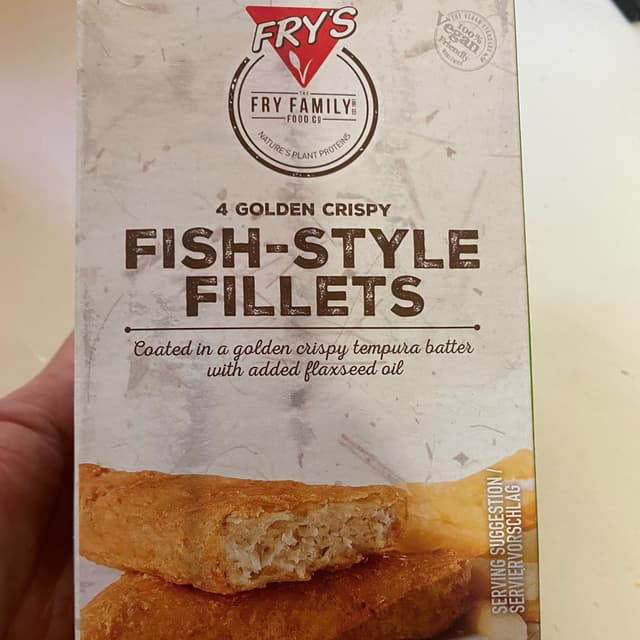 FRY'S
THE
FRY FAMILY
FOOD CO
NATURE'S PLANT PROTEINS
100%
Vegan
Friendly
4 GOLDEN CRISPY
FISH-STYLE
FILLETS
Coated in a golden crispy tempura batter
with added flaxseed oil
SERVING SUGGESTION /
SERVIERVORSCHLAG